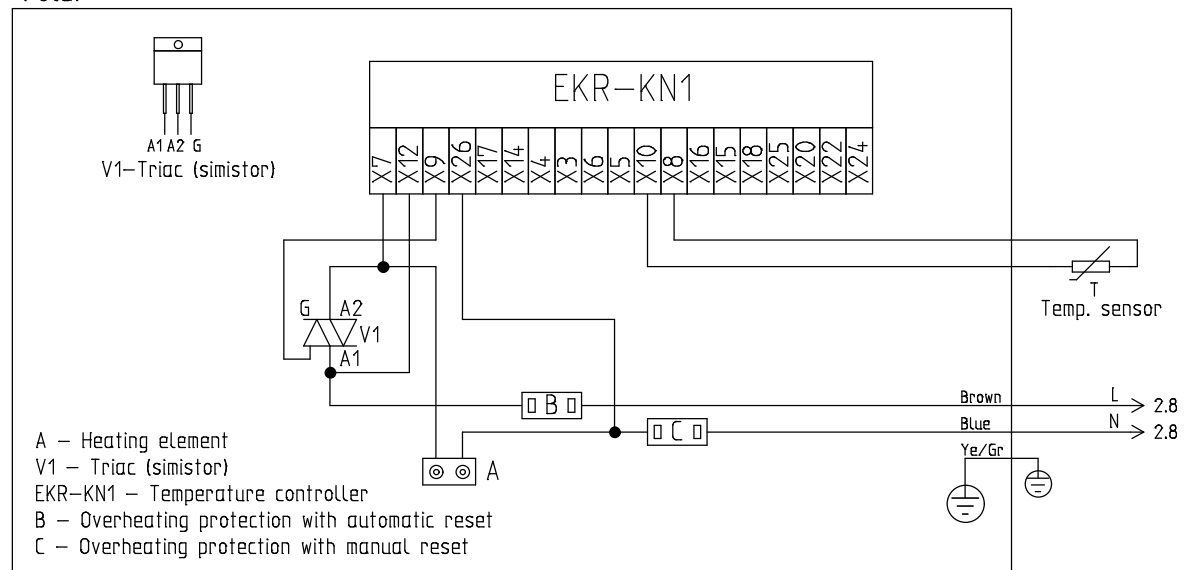 EKR-KN1
X7 X12 X9 X26 X17 X14 X4 X3 X6 X5 X10 X8 X16 X15 X18 X25 X20 X22 X24
A1 A2 G
V1-Triac (simistor)
G A2
V1
A1
T
Temp. sensor
B
Brown L 2.8
C
Blue N 2.8
Ye/Gr
A
A - Heating element
V1 - Triac (simistor)
EKR-KN1 - Temperature controller
B - Overheating protection with automatic reset
C - Overheating protection with manual reset